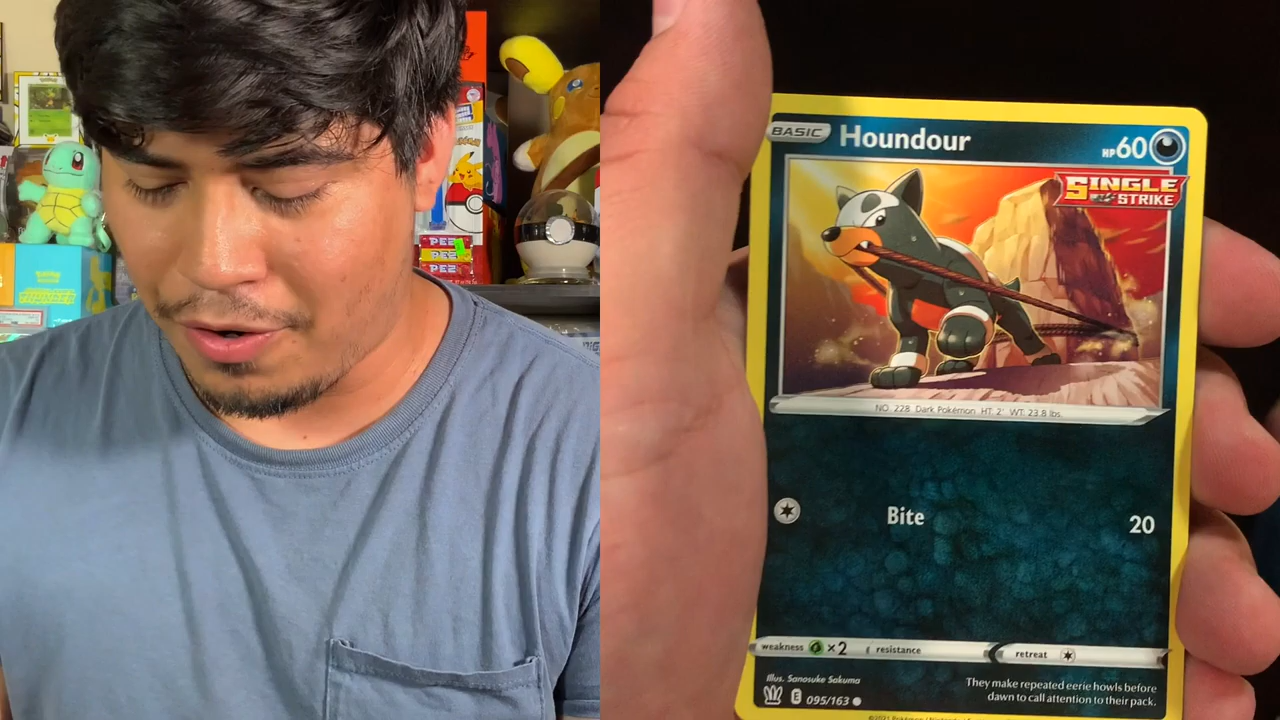 PEZ
PEZ
PEZ
BASIC
Houndour
HP60
SINGLE
STRIKE
NO. 228 Dark Pokémon HT: 2' WT: 23.8 lbs.
Bite
20
weakness ×2
resistance
retreat
Illus. Sanosuke Sakuma
E 095/163
They make repeated eerie howls before
dawn to call attention to their pack.